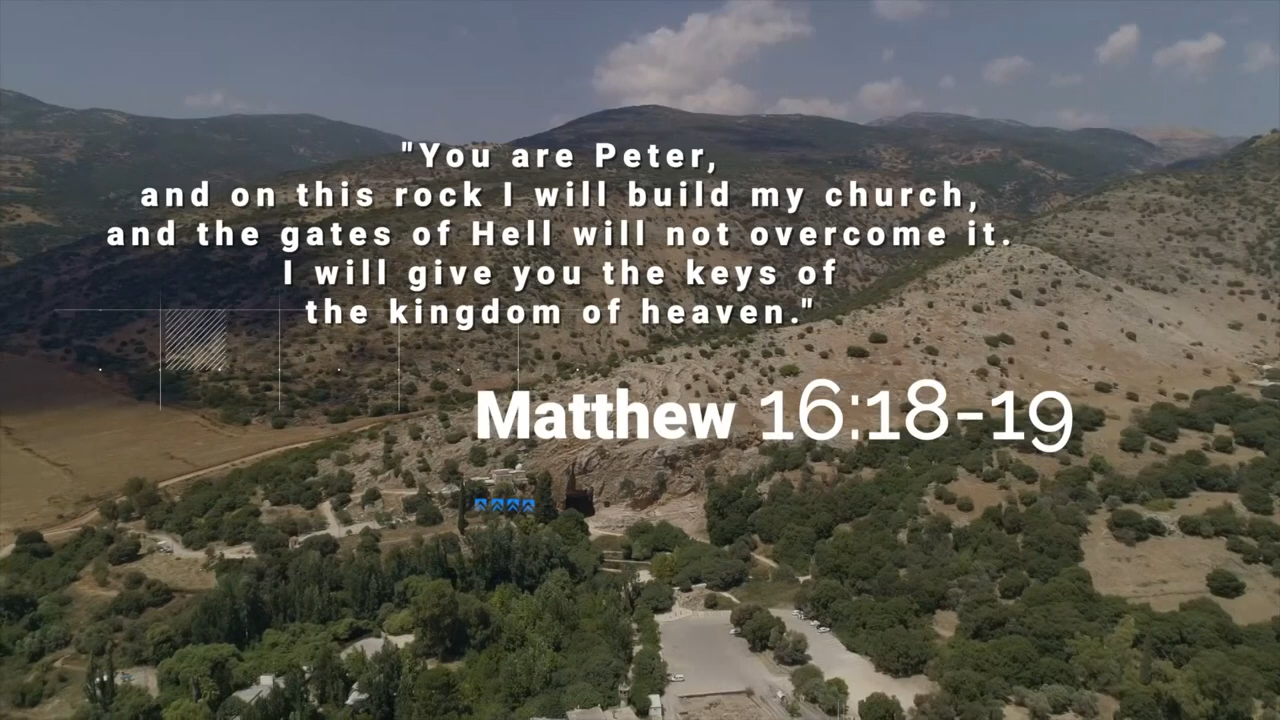 "You are Peter,
and on this rock I will build my church,
and the gates of Hell will not overcome it.
I will give you the keys of
the kingdom of heaven."
Matthew 16:18-19